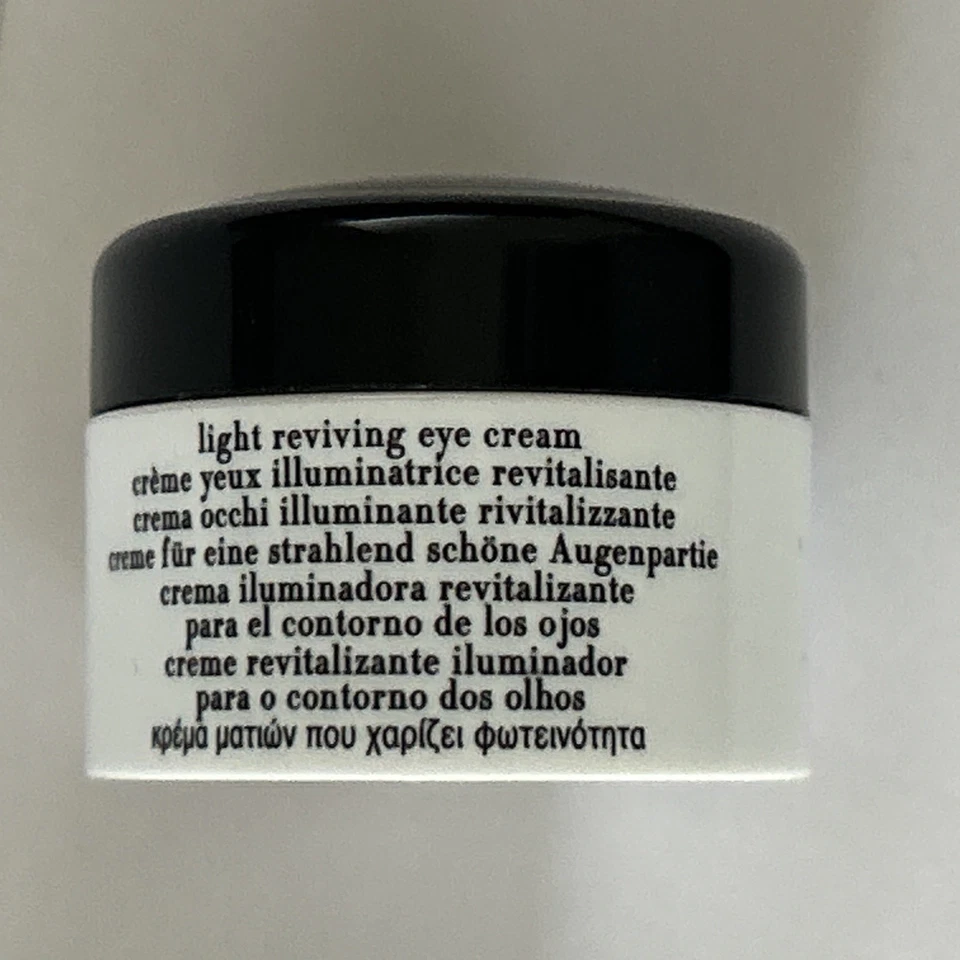 light reviving eye cream
crème yeux illuminatrice revitalisante
crema occhi illuminante rivitalizzante
creme für eine strahlend schöne Augenpartie
crema iluminadora revitalizante
para el contorno de los ojos
creme revitalizante iluminador
para o contorno dos olhos
κρέμα ματιών που χαρίζει φωτεινότητα